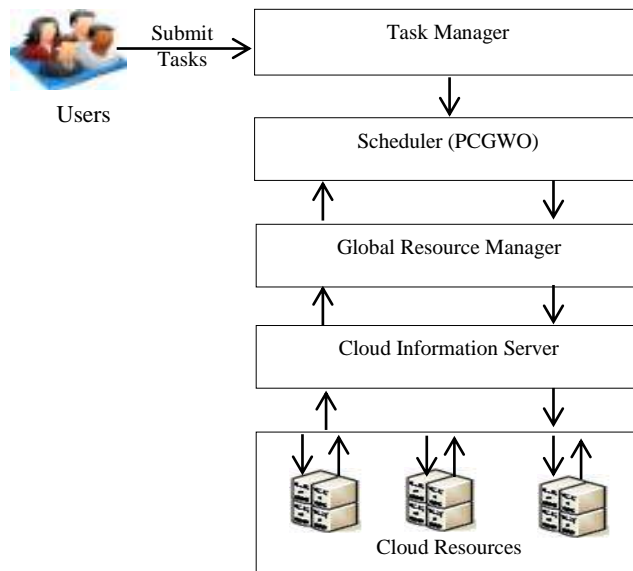 Submit
Tasks
Users
Task Manager
Scheduler (PCGWO)
Global Resource Manager
Cloud Information Server
Cloud Resources